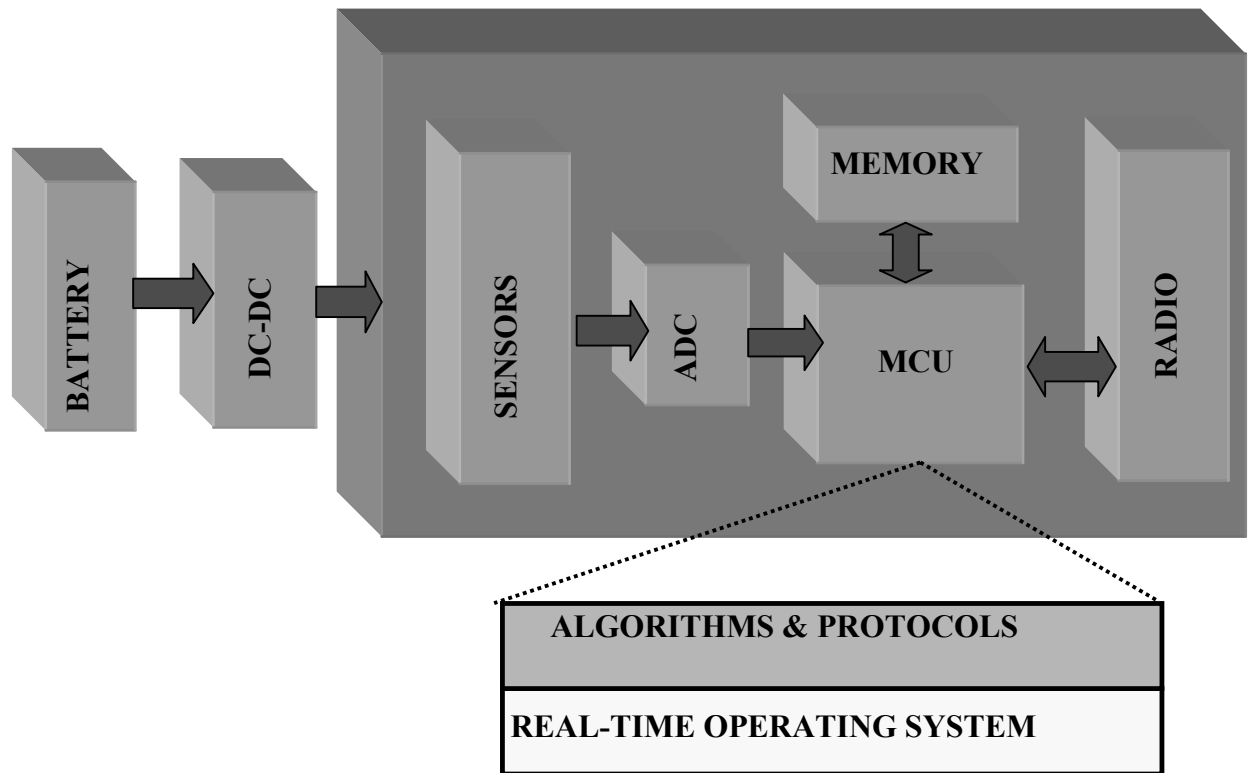 BATTERY
DC-DC
SENSORS
ADC
MEMORY
MCU
RADIO
ALGORITHMS & PROTOCOLS
REAL-TIME OPERATING SYSTEM